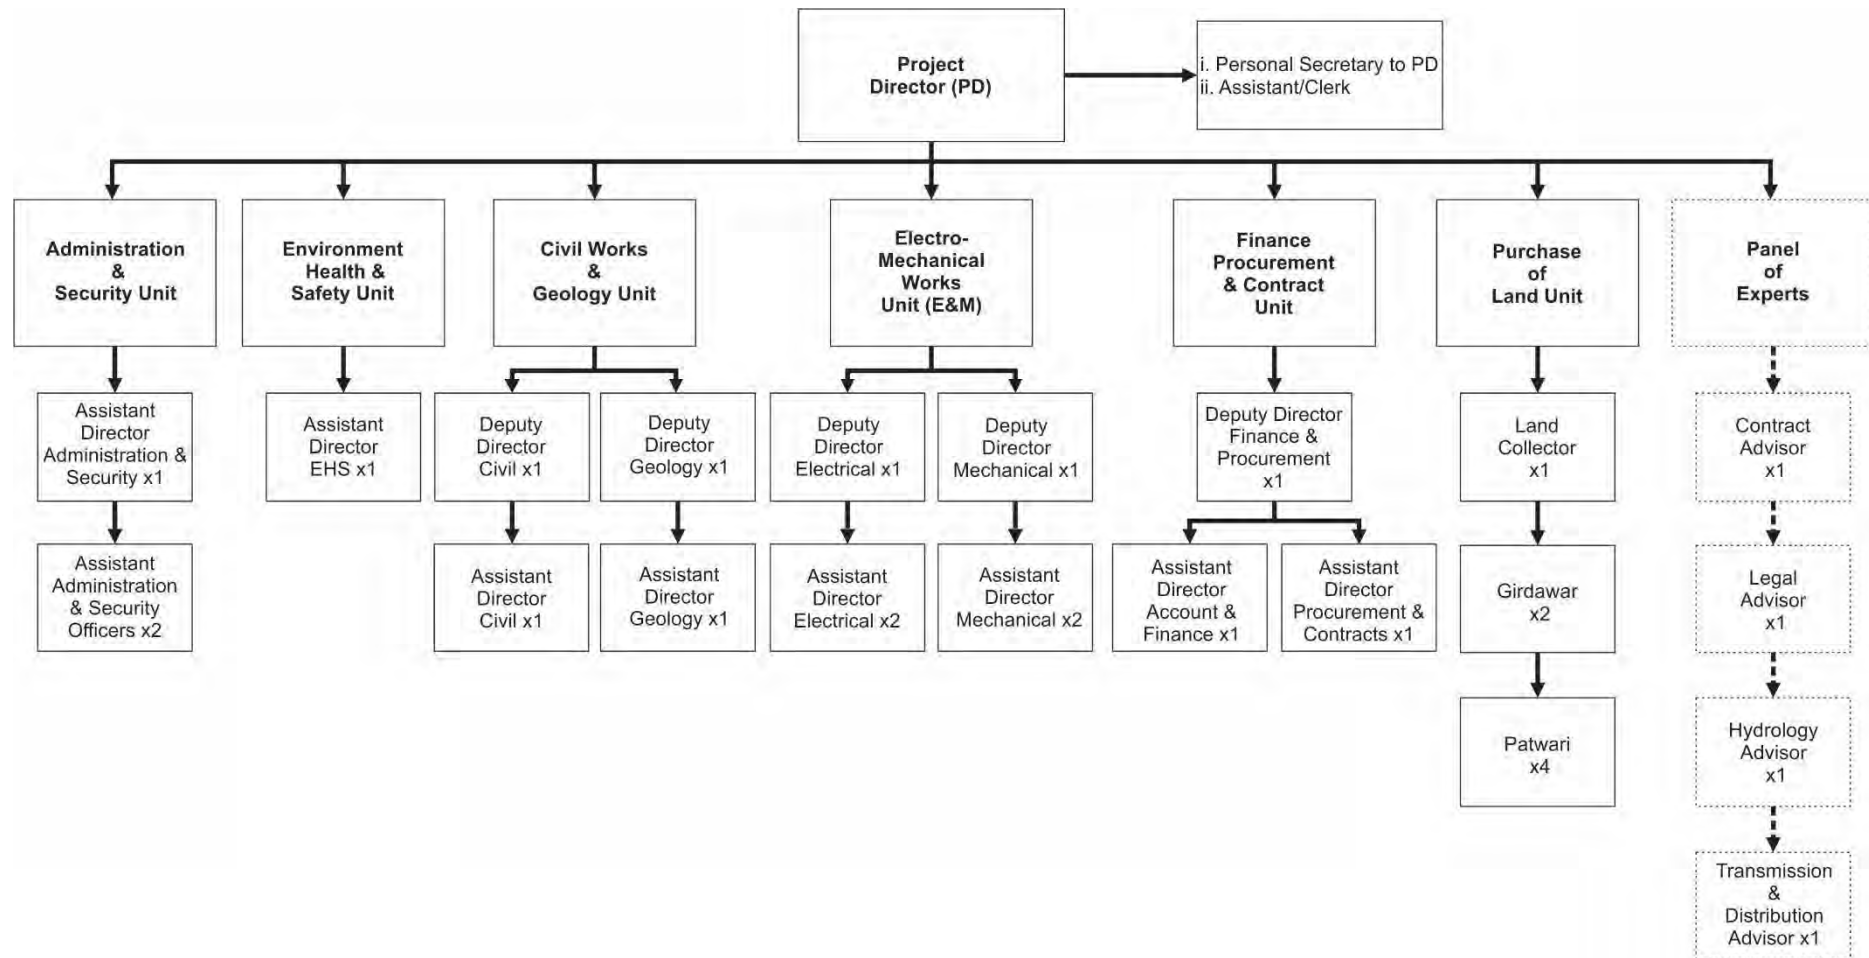 Project
Director (PD)
i. Personal Secretary to PD
ii. Assistant/Clerk
Administration
&
Security Unit
Environment
Health &
Safety Unit
Civil Works
&
Geology Unit
Electro-
Mechanical
Works
Unit (E&M)
Finance
Procurement
& Contract
Unit
Purchase
of
Land Unit
Panel
of
Experts
Assistant
Director
Administration &
Security x1
Assistant
Director
EHS x1
Deputy
Director
Civil x1
Deputy
Director
Geology x1
Deputy
Director
Electrical x1
Deputy
Director
Mechanical x1
Deputy Director
Finance &
Procurement
x1
Land
Collector
x1
Contract
Advisor
x1
Assistant
Administration
& Security
Officers x2
Assistant
Director
Civil x1
Assistant
Director
Geology x1
Assistant
Director
Electrical x2
Assistant
Director
Mechanical x2
Assistant
Director
Account &
Finance x1
Assistant
Director
Procurement &
Contracts x1
Girdawar
x2
Legal
Advisor
x1
Patwari
x4
Hydrology
Advisor
x1
Transmission
&
Distribution
Advisor x1